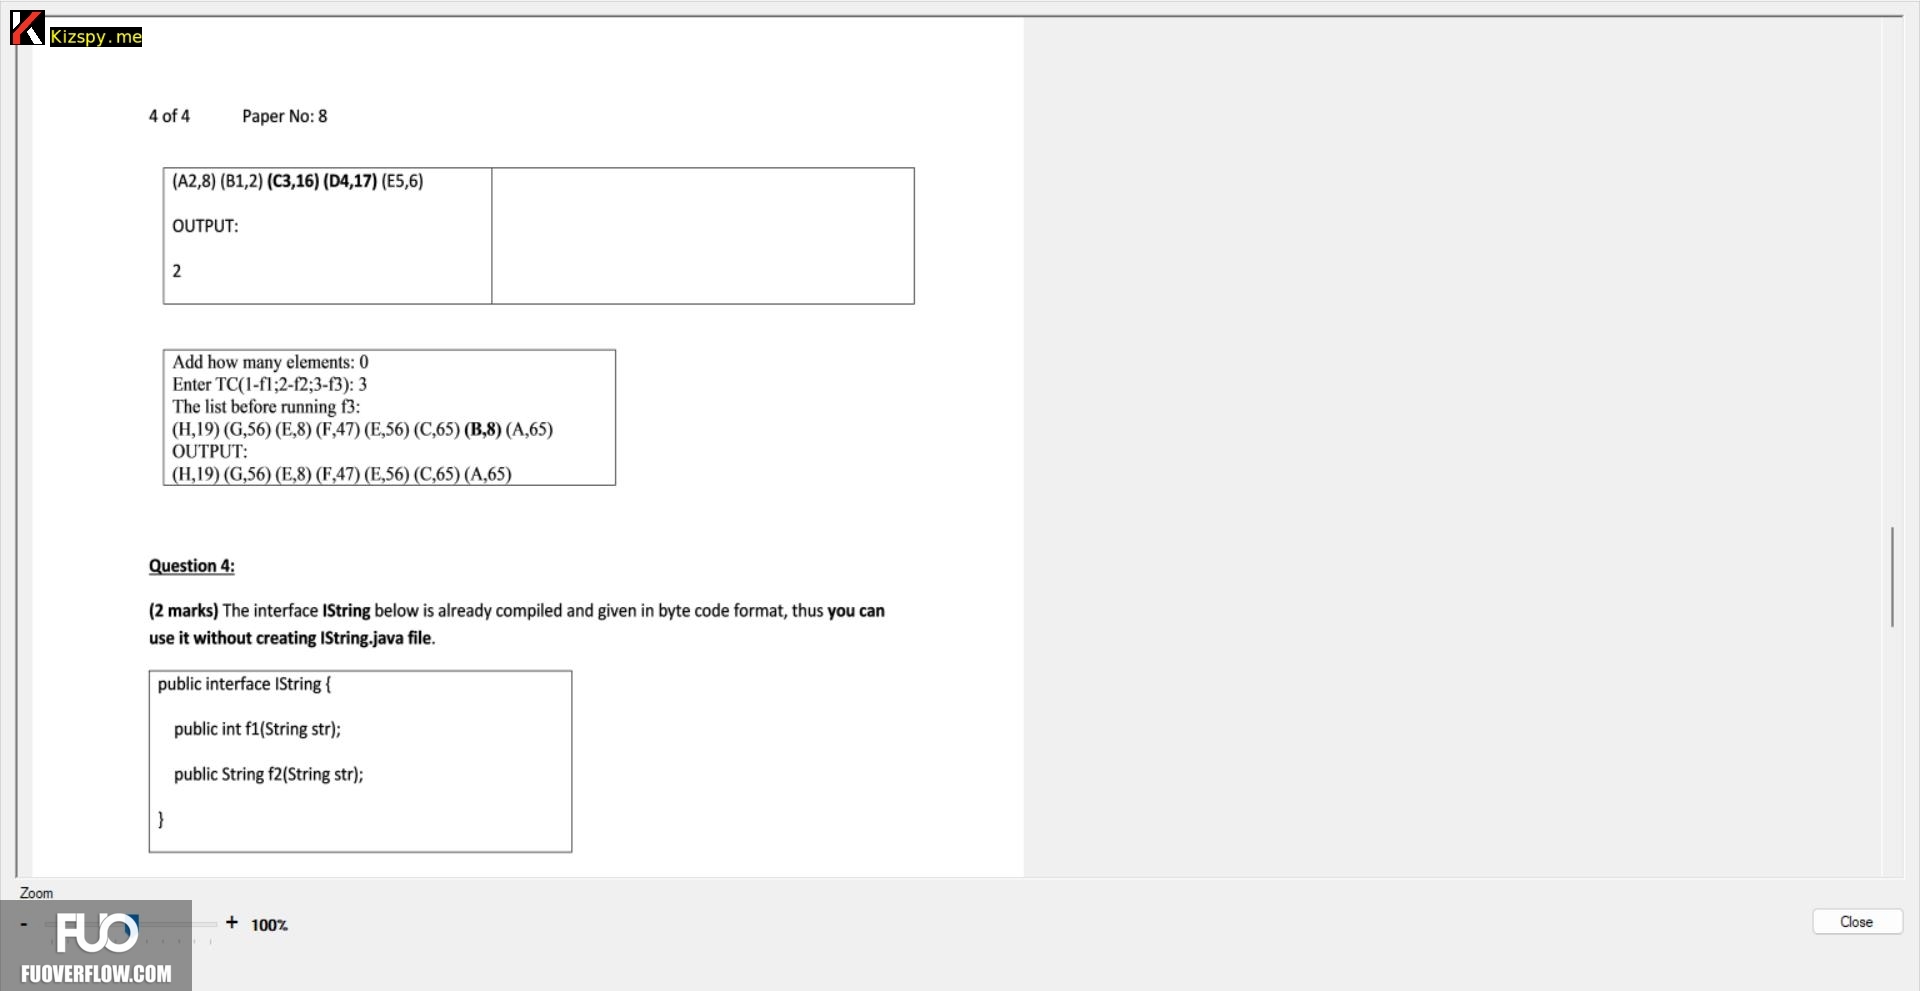 Kizspy.me
4 of 4 Paper No: 8
(A2,8) (B1,2) (C3,16) (D4,17) (E5,6)
OUTPUT:
2
Add how many elements: 0
Enter TC(1-f1;2-f2;3-f3): 3
The list before running f3:
(H,19) (G,56) (E,8) (F,47) (E,56) (C,65) (B,8) (A,65)
OUTPUT:
(H,19) (G,56) (E,8) (F,47) (E,56) (C,65) (A,65)
Question 4:
(2 marks) The interface IString below is already compiled and given in byte code format, thus you can
use it without creating IString.java file.
public interface IString {
public int f1(String str);
public String f2(String str);
}
Zoom
- + 100%
Close
FUO
FUOVERFLOW.COM